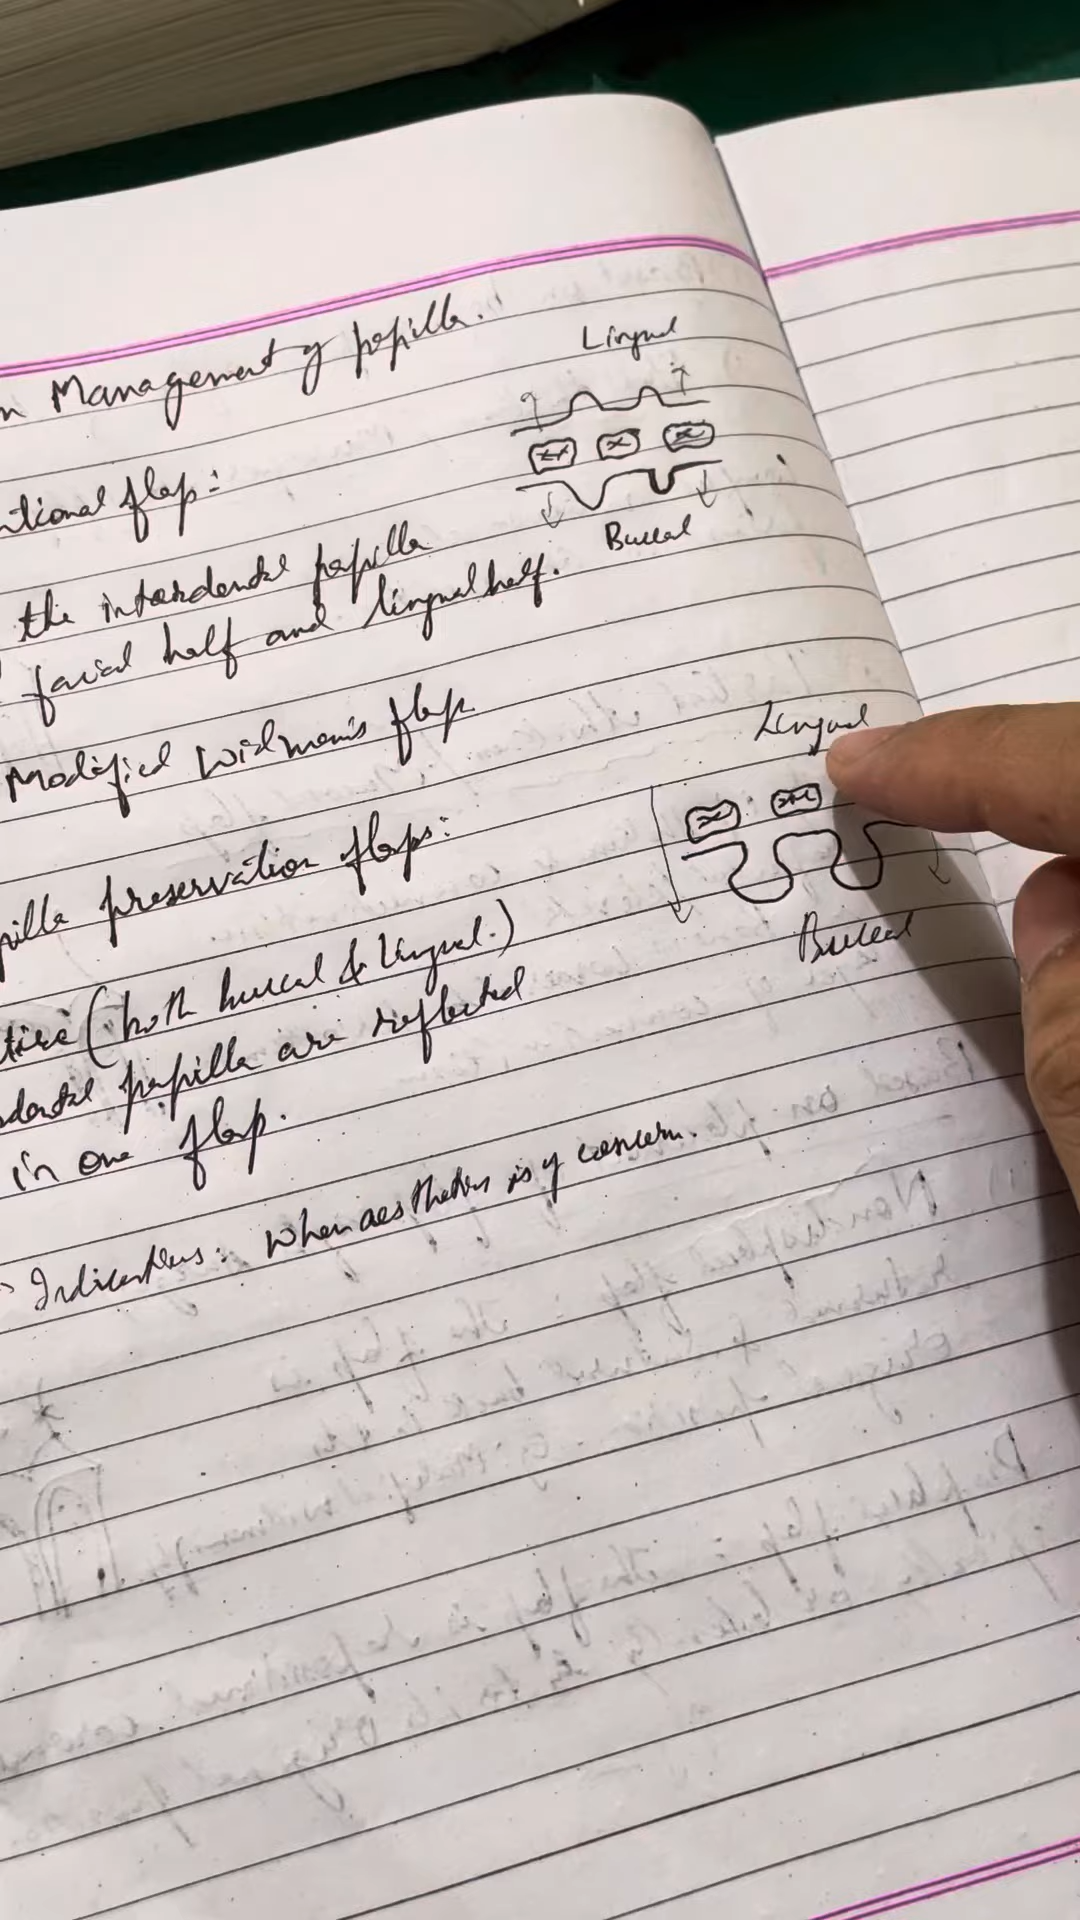 n Management of papilla.
Lingual
ntional flap:
Buccal
the interdental papilla
facial half and lingual half.
Modified Widman's flap
Lingual
pilla preservation flaps:
Buccal
(both buccal & lingual.)
dental papilla are reflected
in one flap.
Indications: When aesthetics is of concern.